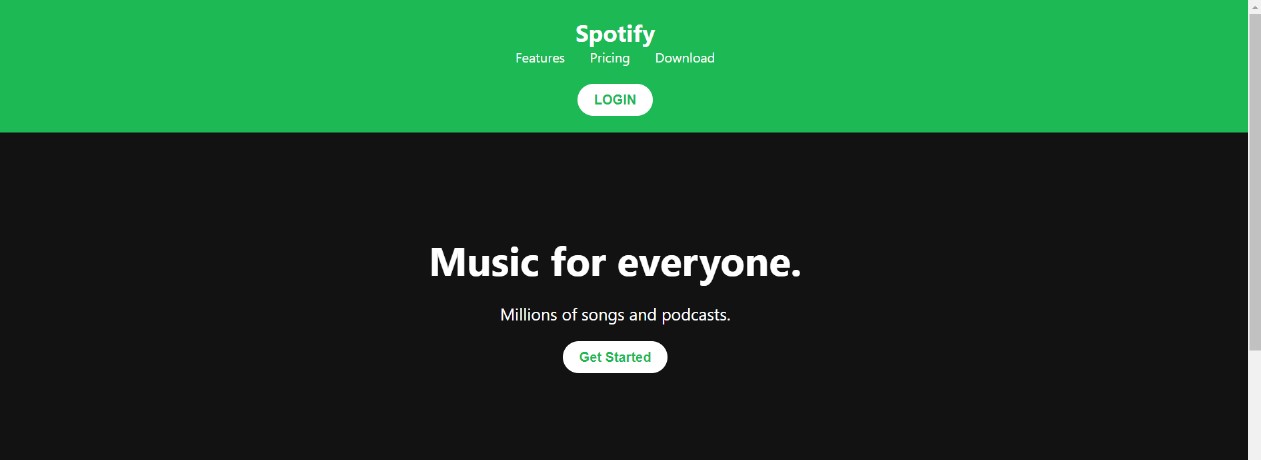 Spotify
Features Pricing Download
LOGIN
Music for everyone.
Millions of songs and podcasts.
Get Started